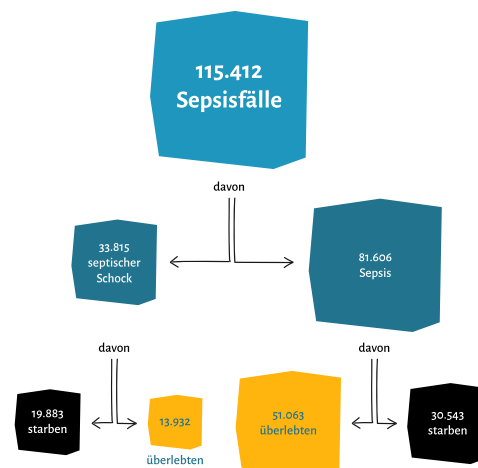 115.412
Sepsisfälle
davon
33.815
septischer
Schock
81.606
Sepsis
davon
davon
19.883
starben
13.932
überlebten
51.063
überlebten
30.543
starben